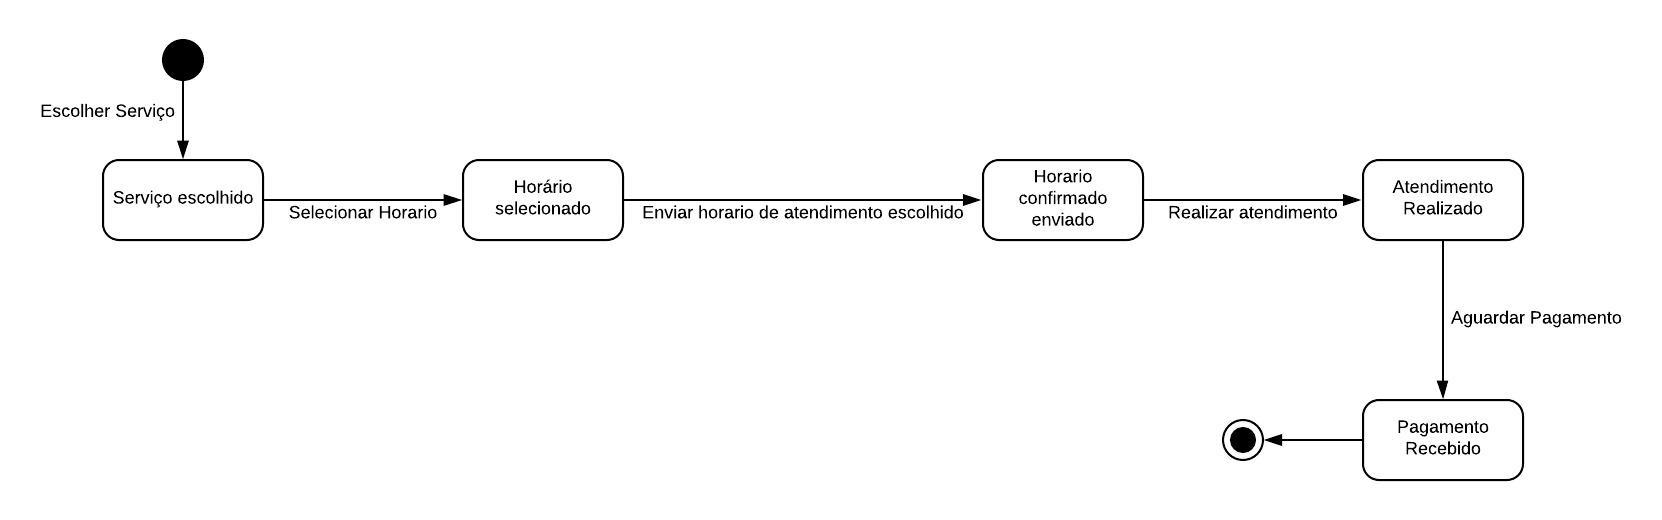 Escolher Serviço
Serviço escolhido
Selecionar Horario
Horário
selecionado
Enviar horario de atendimento escolhido
Horario
confirmado
enviado
Realizar atendimento
Atendimento
Realizado
Aguardar Pagamento
Pagamento
Recebido